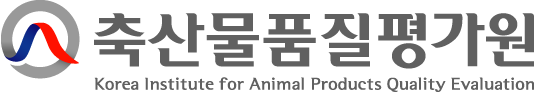 축산물품질평가원
Korea Institute for Animal Products Quality Evaluation